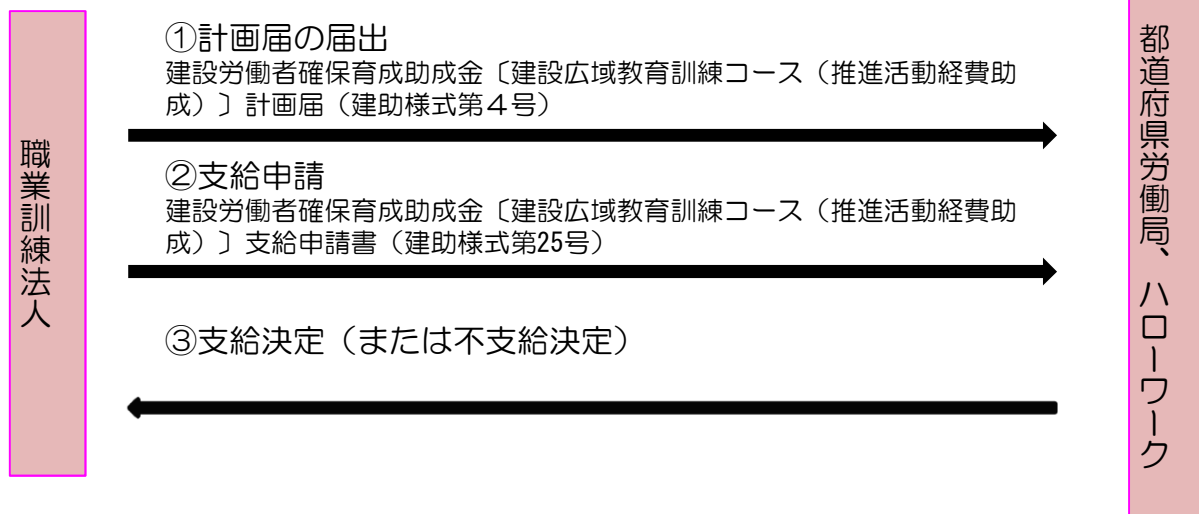 職業訓練法人
①計画届の届出
建設労働者確保育成助成金〔建設広域教育訓練コース（推進活動経費助
成）〕計画届（建助様式第４号）
②支給申請
建設労働者確保育成助成金〔建設広域教育訓練コース（推進活動経費助
成）〕支給申請書（建助様式第25号）
③支給決定（または不支給決定）
都道府県労働局、ハローワーク